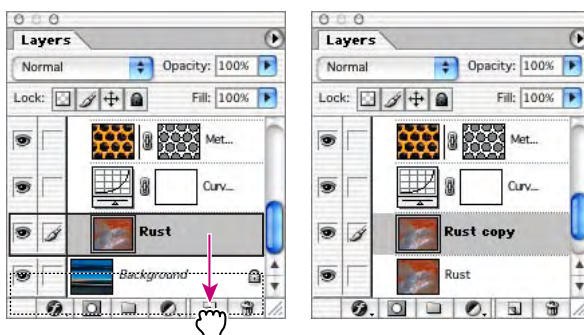 Layers
Normal Opacity: 100%
Lock: Fill: 100%
Met...
Curv...
Rust
Background
Layers
Normal Opacity: 100%
Lock: Fill: 100%
Met...
Curv...
Rust copy
Rust